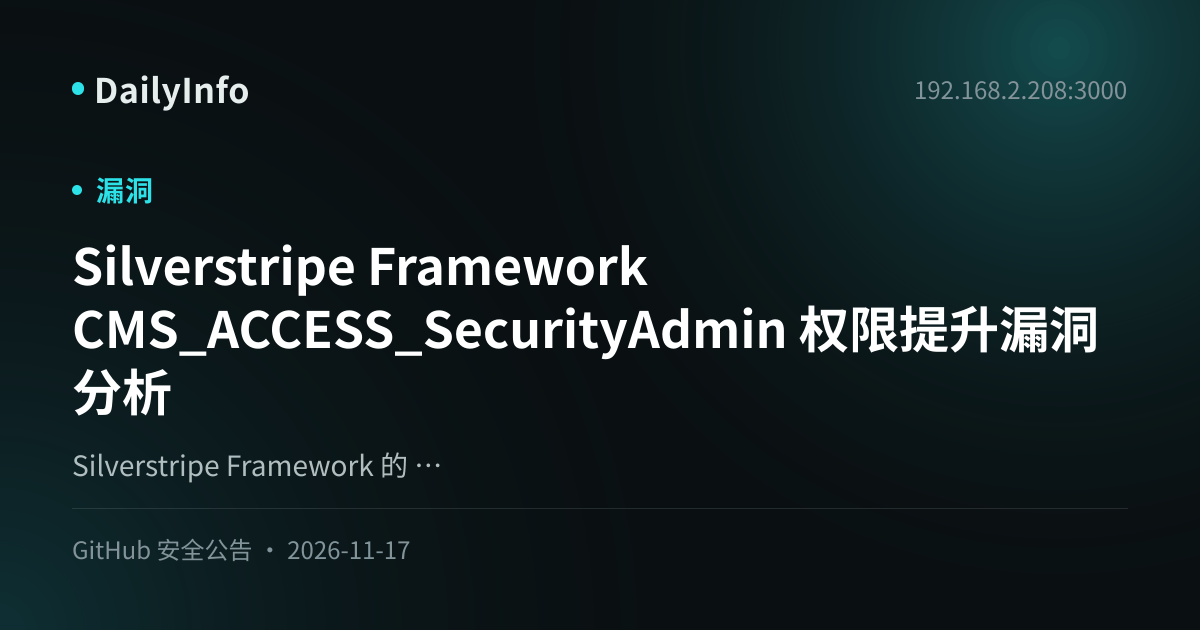 DailyInfo
192.168.2.208:3000
漏洞
Silverstripe Framework
CMS_ACCESS_SecurityAdmin 权限提升漏洞
分析
Silverstripe Framework 的 …
GitHub 安全公告 • 2026-11-17